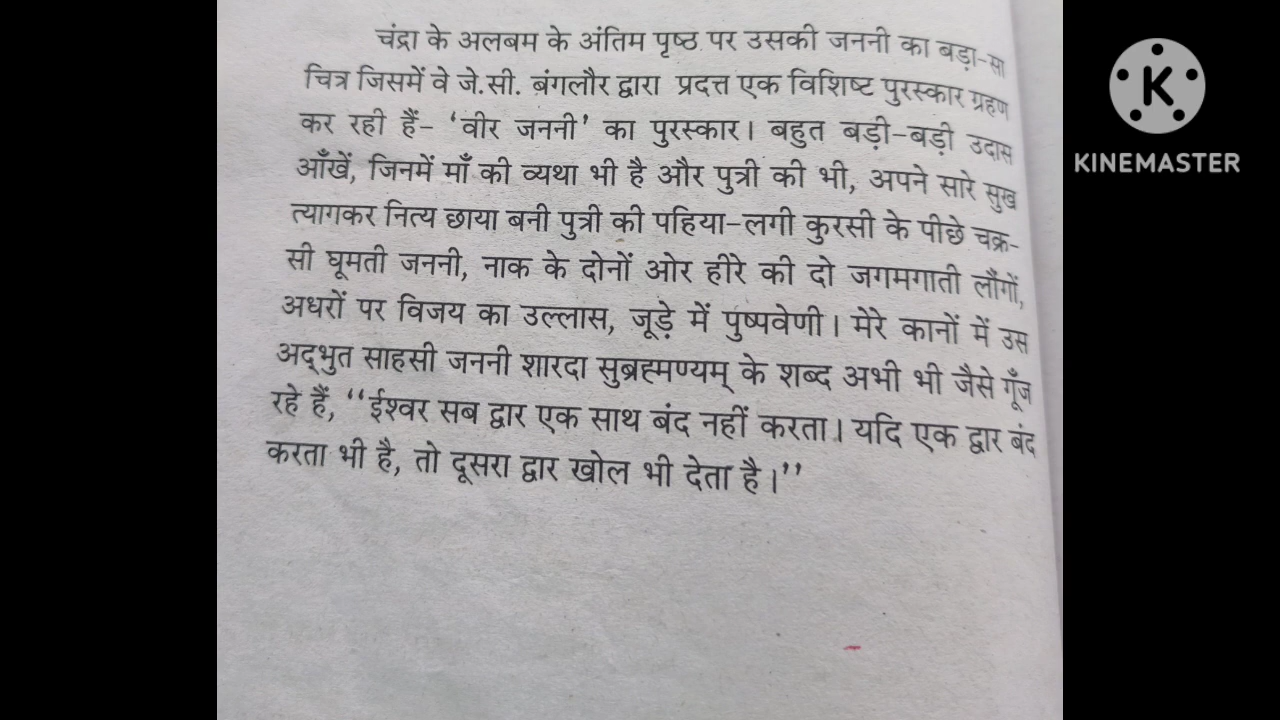 चंद्रा के अलबम के अंतिम पृष्ठ पर उसकी जननी का बड़ा-सा
चित्र जिसमें वे जे.सी. बंगलौर द्वारा प्रदत्त एक विशिष्ट पुरस्कार ग्रहण
कर रही हैं- ‘वीर जननी’ का पुरस्कार। बहुत बड़ी-बड़ी उदास
आँखें, जिनमें माँ की व्यथा भी है और पुत्री की भी, अपने सारे सुख
त्यागकर नित्य छाया बनी पुत्री की पहिया-लगी कुरसी के पीछे चक्र-
सी घूमती जननी, नाक के दोनों ओर हीरे की दो जगमगाती लौंगों,
अधरों पर विजय का उल्लास, जूड़े में पुष्पवेणी। मेरे कानों में उस
अद्‌भुत साहसी जननी शारदा सुब्रह्मण्यम् के शब्द अभी भी जैसे गूँज
रहे हैं, “ईश्वर सब द्वार एक साथ बंद नहीं करता। यदि एक द्वार बंद
करता भी है, तो दूसरा द्वार खोल भी देता है।”
K
KINEMASTER